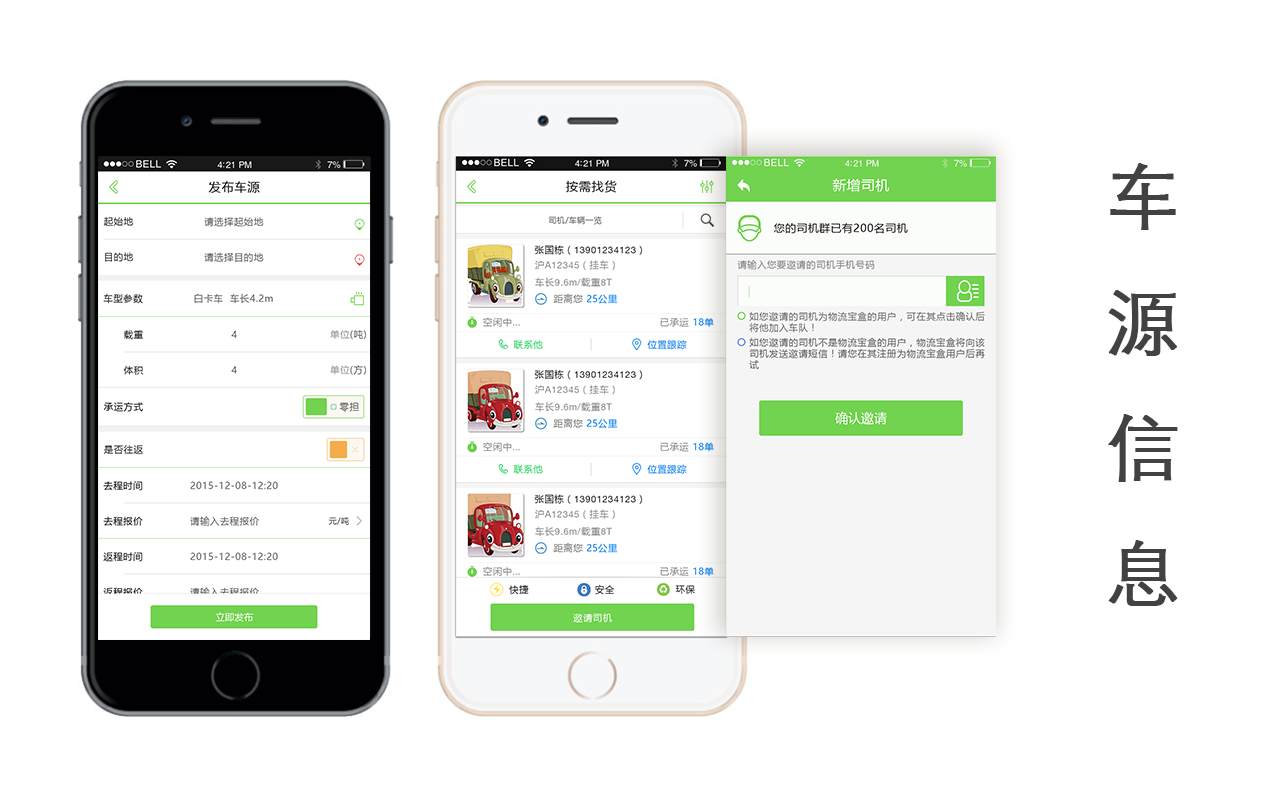 BELL 4:21 PM 7%
发布车源
起始地 请选择起始地
目的地 请选择目的地
车型参数 白卡车 车长4.2m
载重 4 单位(吨)
体积 4 单位(方)
承运方式 零担
是否往返
去程时间 2015-12-08-12:20
去程报价 请输入去程报价 元/吨
返程时间 2015-12-08-12:20
返程报价 请输入去程报价
立即发布
BELL 4:21 PM 7%
按需找货
司机/车辆一览
张国栋（13901234123）
沪A12345（挂车）
车长9.6m/载重8T
距离您 25公里
空闲中... 已承运 18单
联系他 位置跟踪
张国栋（13901234123）
沪A12345（挂车）
车长9.6m/载重8T
距离您 25公里
空闲中... 已承运 18单
联系他 位置跟踪
张国栋（13901234123）
沪A12345（挂车）
车长9.6m/载重8T
距离您 25公里
空闲中... 已承运 18单
快捷 安全 环保
邀请司机
BELL 4:21 PM 7%
新增司机
您的司机群已有200名司机
请输入您要邀请的司机手机号码
如您邀请的司机为物流宝盒的用户，可在其点击确认后
将他加入车队！
如您邀请的司机不是物流宝盒的用户，物流宝盒将向该
司机发送邀请短信！请您在其注册为物流宝盒用户后再
试
确认邀请
车
源
信
息